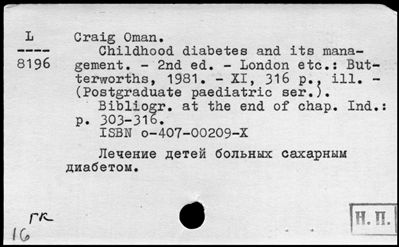 L
----
8196
Craig Oman.
Childhood diabetes and its mana-
gement. - 2nd ed. - London etc.: But-
terworths, 1981. - XI, 316 p., ill. -
(Postgraduate paediatric ser.).
Bibliogr. at the end of chap. Ind.:
p. 303-316.
ISBN o-407-00209-X
Лечение детей больных сахарным
диабетом.
гк
16
Н. П.